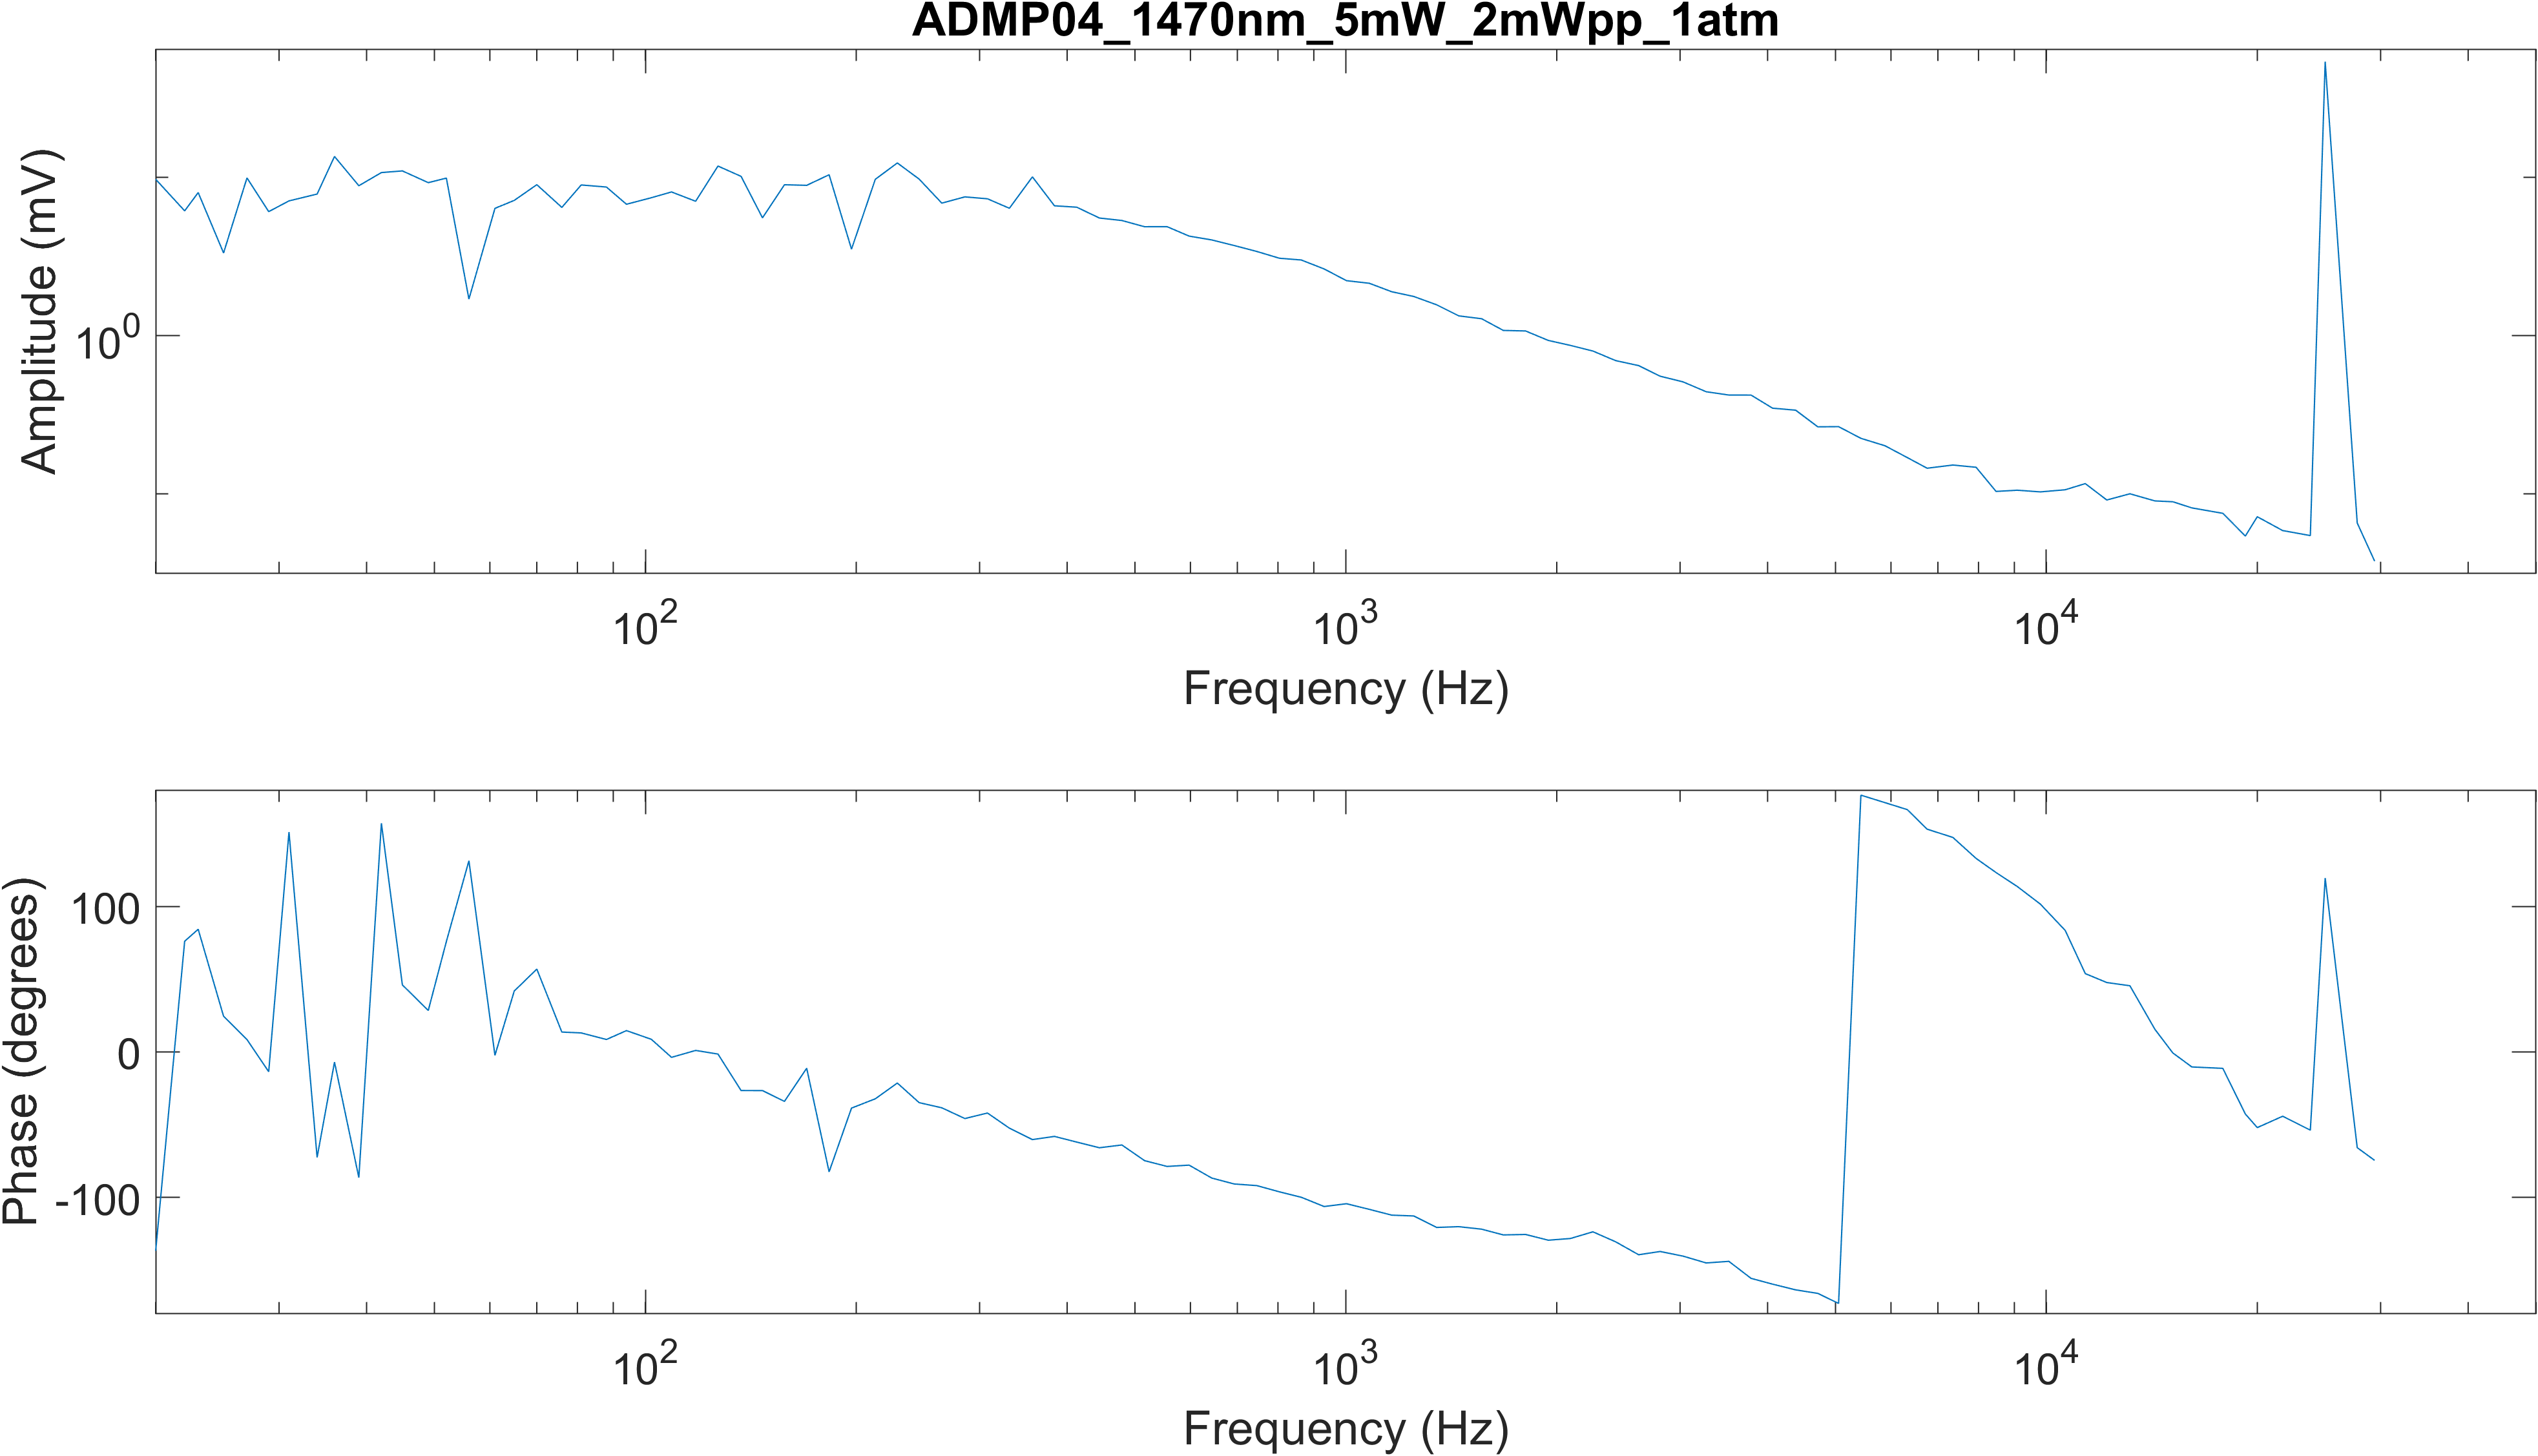 ADMP04_1470nm_5mW_2mWpp_1atm
Amplitude (mV)
10^0
10^2 10^3 10^4
Frequency (Hz)
Phase (degrees)
100
0
-100
10^2 10^3 10^4
Frequency (Hz)